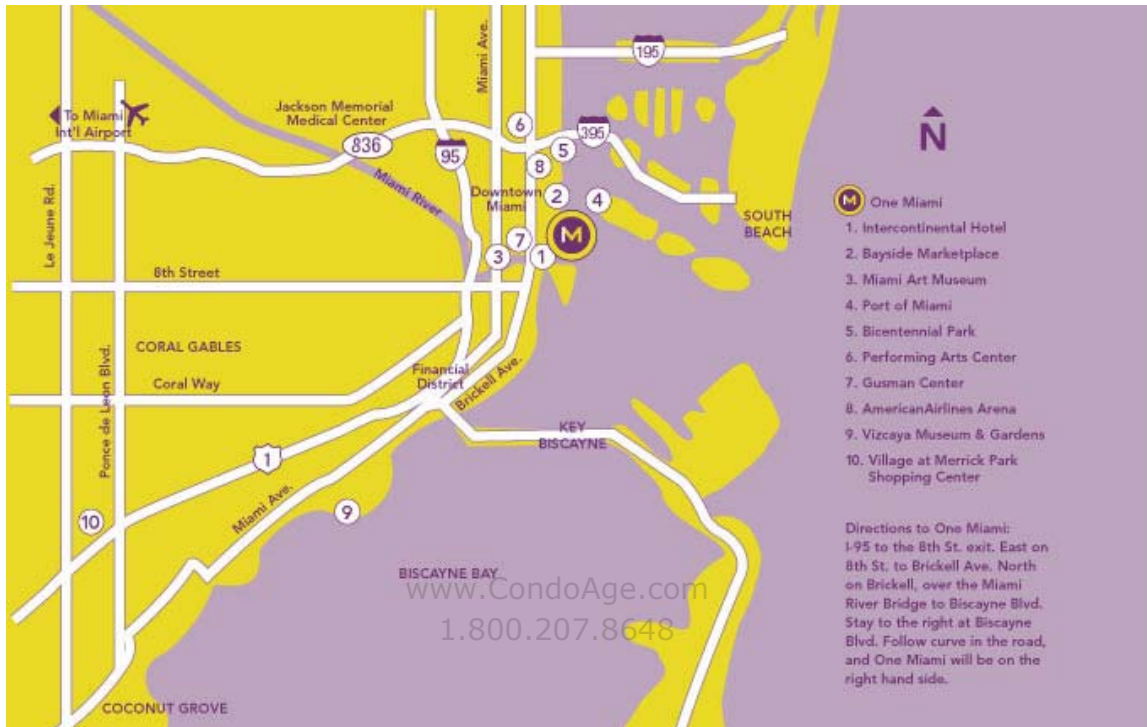 Miami Ave.
195
To Miami
Int'l Airport
Jackson Memorial
Medical Center
836
95
6
395
5
8
N
Le Jeune Rd.
Miami River
Downtown
Miami
2
4
SOUTH
BEACH
M
7
3
1
8th Street
CORAL GABLES
Coral Way
Financial
District
Brickell Ave.
Ponce de Leon Blvd.
KEY
BISCAYNE
1
Miami Ave.
10
9
BISCAYNE BAY
COCONUT GROVE
M One Miami
1. Intercontinental Hotel
2. Bayside Marketplace
3. Miami Art Museum
4. Port of Miami
5. Bicentennial Park
6. Performing Arts Center
7. Gusman Center
8. AmericanAirlines Arena
9. Vizcaya Museum & Gardens
10. Village at Merrick Park
Shopping Center
Directions to One Miami:
I-95 to the 8th St. exit. East on
8th St. to Brickell Ave. North
on Brickell, over the Miami
River Bridge to Biscayne Blvd.
Stay to the right at Biscayne
Blvd. Follow curve in the road,
and One Miami will be on the
right hand side.
www.CondoAge.com
1.800.207.8648